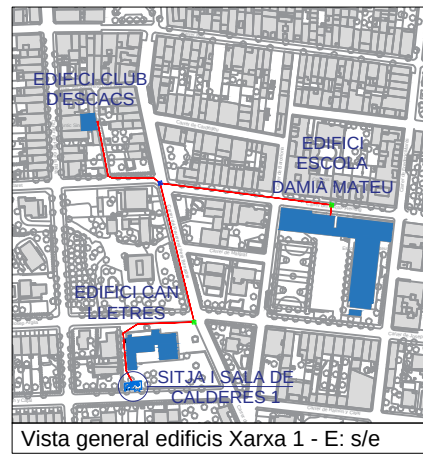 EDIFICI CLUB
D'ESCACS
EDIFICI
ESCOLA
DAMIÀ MATEU
EDIFICI CAN
LLETRES
SITJA I SALA DE
CALDERES 1
Vista general edificis Xarxa 1 - E: s/e